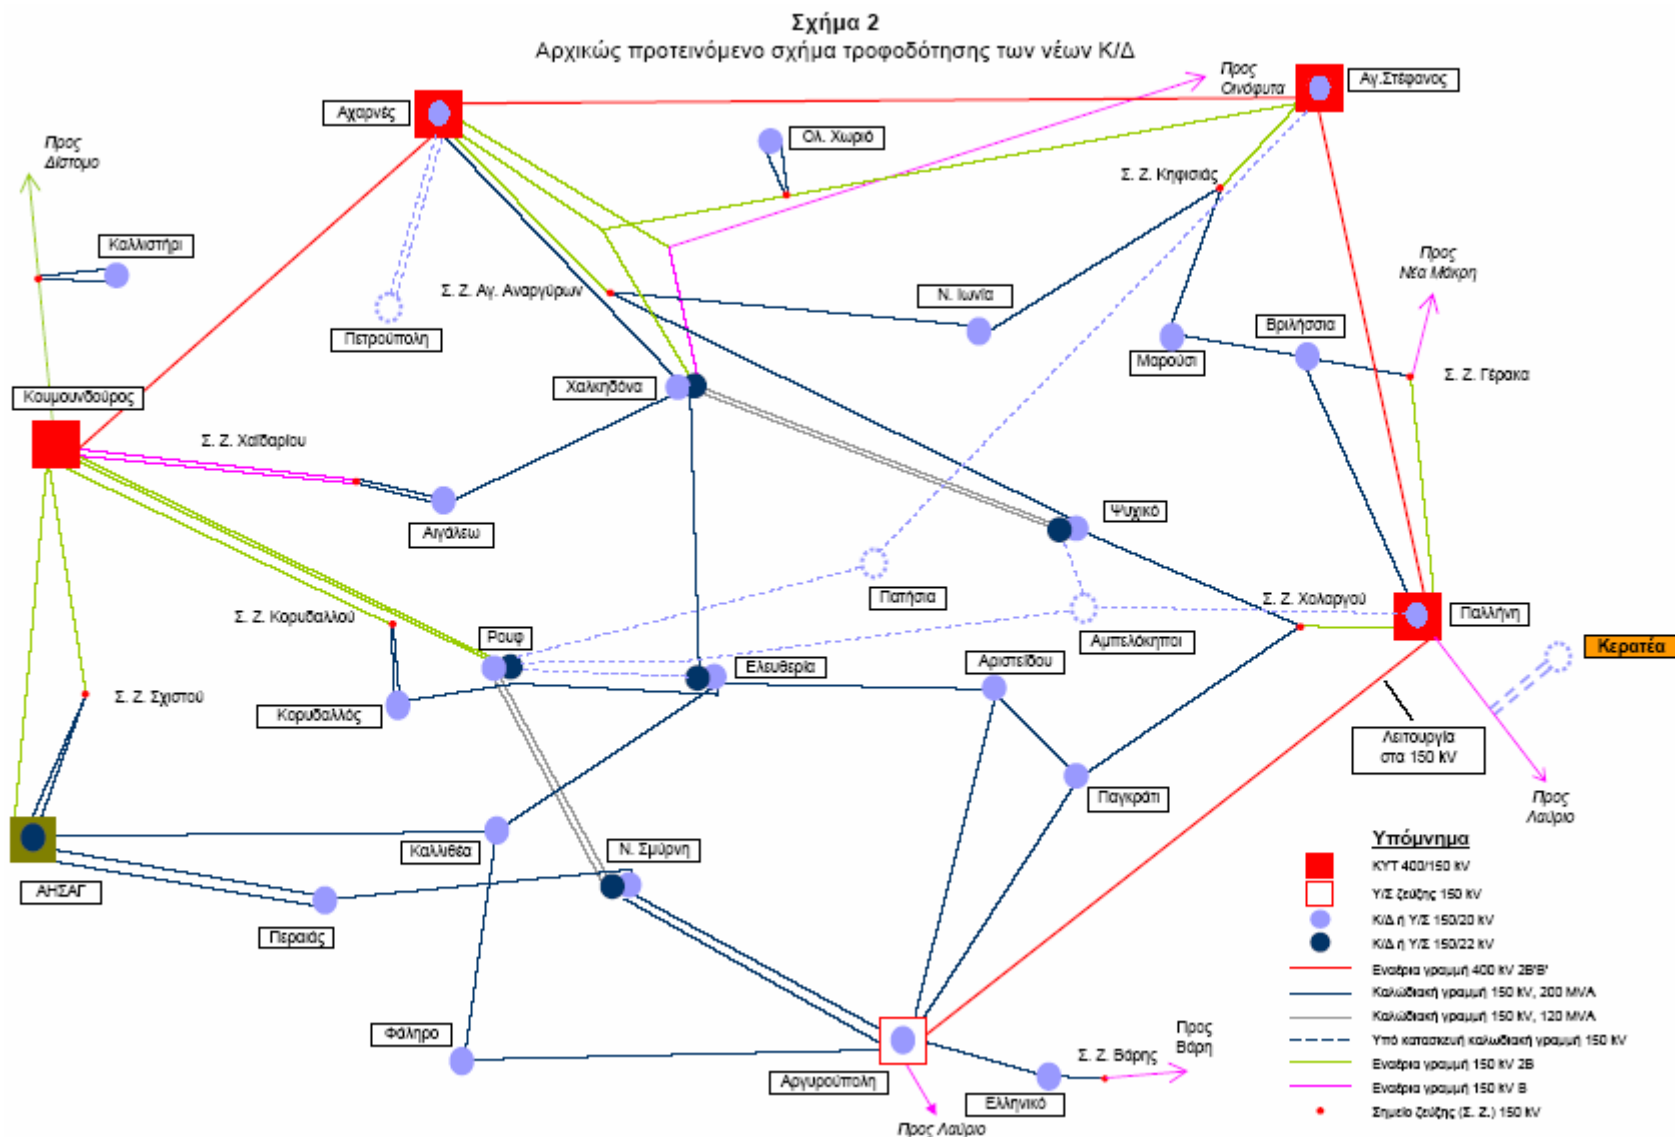 Σχήμα 2
Αρχικώς προτεινόμενο σχήμα τροφοδότησης των νέων Κ/Δ
Προς
Οινόφυτα
Αγ.Στέφανος
Αχαρνές
Ολ. Χωριό
Προς
Δίστομο
Σ. Ζ. Κηφισιάς
Καλλιστήρι
Προς
Νέα Μάκρη
Σ. Ζ. Αγ. Αναργύρων
Ν. Ιωνία
Πετρούπολη
Βριλήσσια
Μαρούσι
Σ. Ζ. Γέρακα
Χαλκηδόνα
Κουμουνδούρος
Σ. Ζ. Χαϊδαρίου
Αιγάλεω
Ψυχικό
Πατήσια
Σ. Ζ. Χολαργού
Παλλήνη
Σ. Ζ. Κορυδαλλού
Ρουφ
Αμπελόκηποι
Κερατέα
Ελευθερία
Αριστείδου
Σ. Ζ. Σχιστού
Κορυδαλλός
Λειτουργία
στα 150 kV
Παγκράτι
Προς
Λαύριο
Καλλιθέα
Ν. Σμύρνη
ΑΗΣΑΓ
Περαιάς
Φάληρο
Αργυρούπολη
Ελληνικό
Σ. Ζ. Βάρης
Προς
Βάρη
Προς Λαύριο
Υπόμνημα
ΚΥΤ 400/150 kV
Υ/Σ ζεύξης 150 kV
Κ/Δ ή Υ/Σ 150/20 kV
Κ/Δ ή Υ/Σ 150/22 kV
Εναέρια γραμμή 400 kV 2Β'Β'
Καλώδιακή γραμμή 150 kV, 200 MVA
Καλώδιακή γραμμή 150 kV, 120 MVA
Υπό κατασκευή καλωδιακή γραμμή 150 kV
Εναέρια γραμμή 150 kV 2Β
Εναέρια γραμμή 150 kV Β
Σημείο ζεύξης (Σ. Ζ.) 150 kV